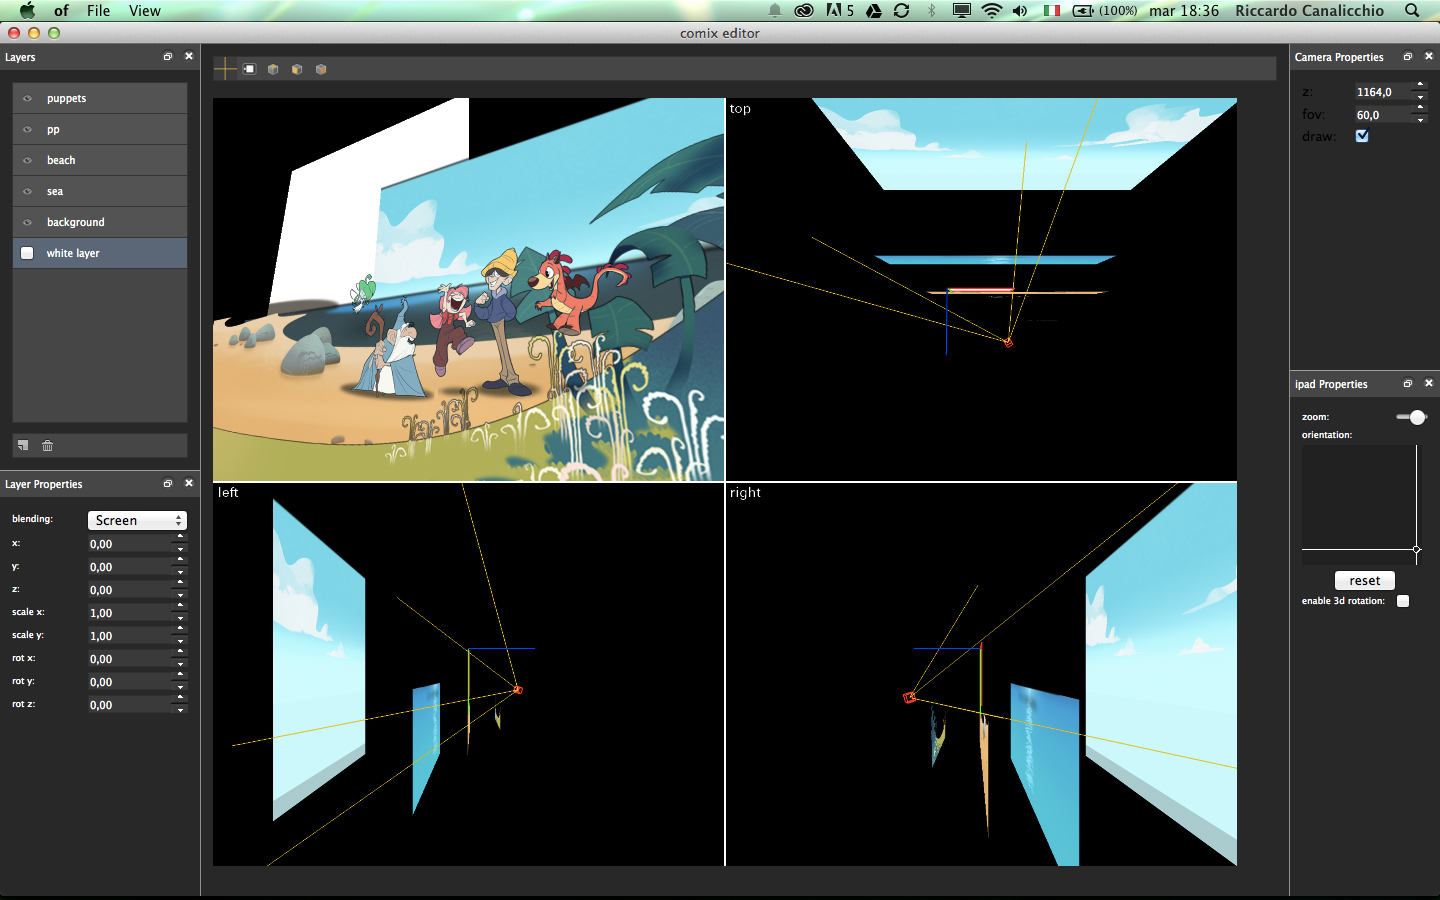 of File View 5 (100%) mar 18:36 Riccardo Canalicchio
comix editor
Layers
puppets
pp
beach
sea
background
white layer
Layer Properties
blending: Screen
x: 0,00
y: 0,00
z: 0,00
scale x: 1,00
scale y: 1,00
rot x: 0,00
rot y: 0,00
rot z: 0,00
top
left
right
Camera Properties
z: 1164,0
fov: 60,0
draw:
ipad Properties
zoom:
orientation:
reset
enable 3d rotation: